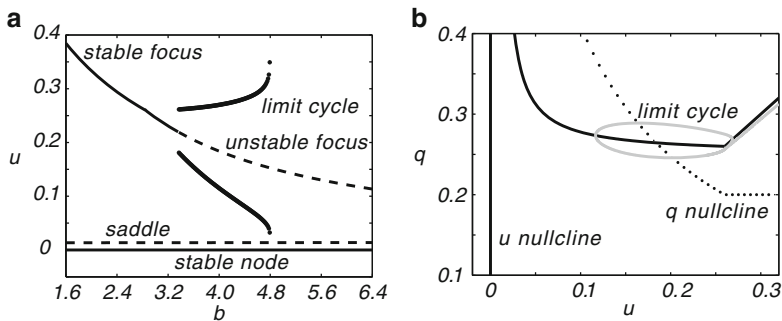 a
0.4
0.3
0.2
0.1
0
u
stable focus
limit cycle
unstable focus
saddle
stable node
1.6 2.4 3.2 4.0 4.8 5.6 6.4
b
b
0.4
0.3
0.2
0.1
q
limit cycle
q nullcline
u nullcline
0 0.1 0.2 0.3
u